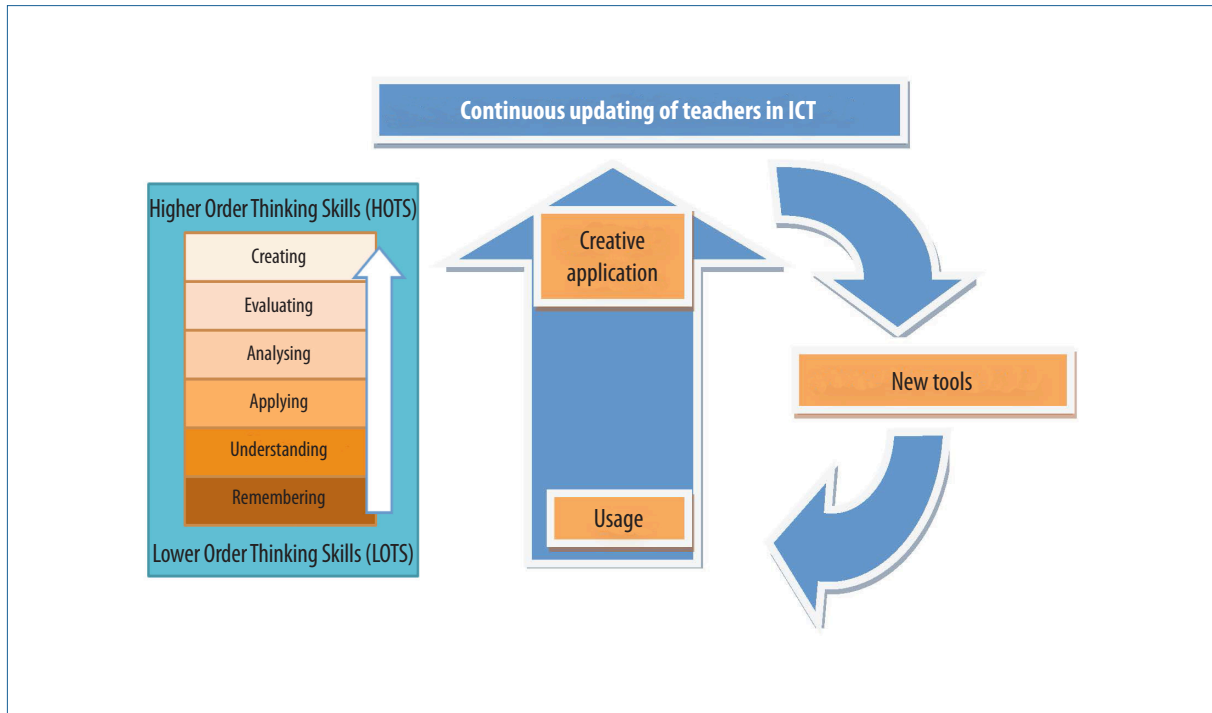 Continuous updating of teachers in ICT
Higher Order Thinking Skills (HOTS)
Creating
Evaluating
Analysing
Applying
Understanding
Remembering
Lower Order Thinking Skills (LOTS)
Creative
application
Usage
New tools